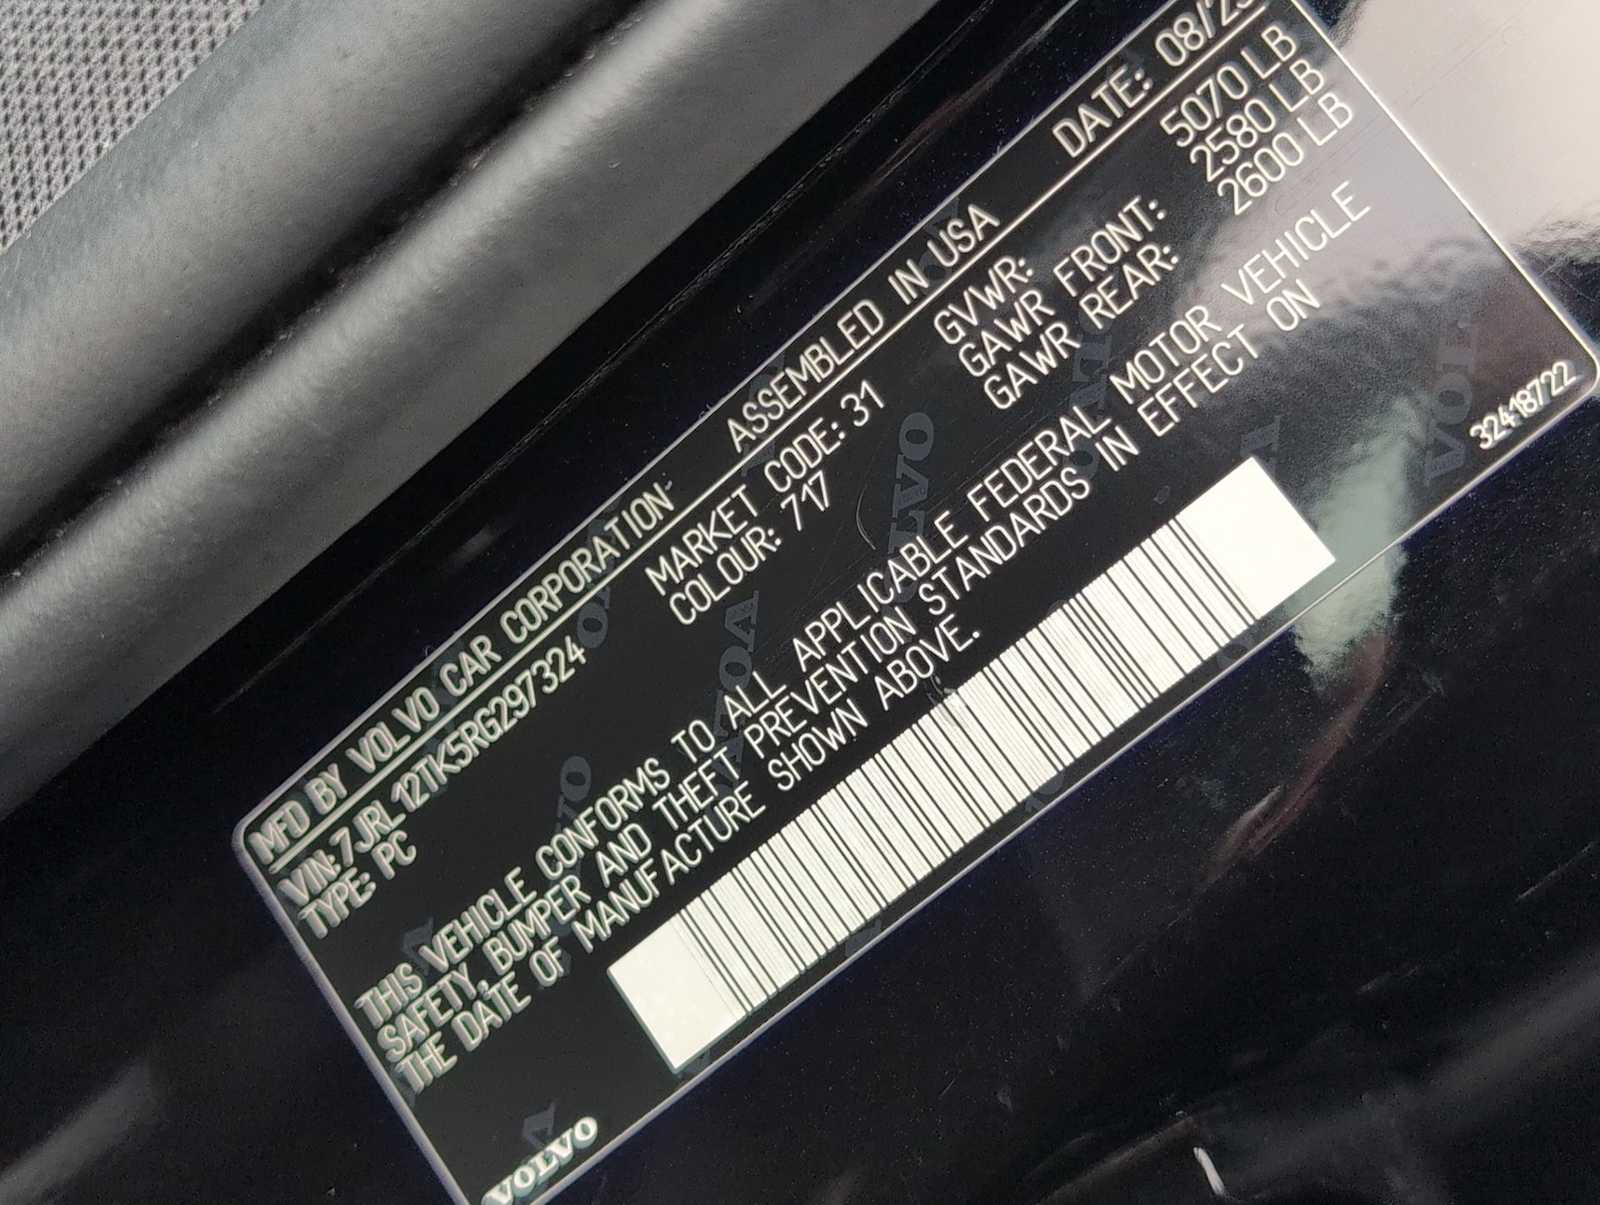 MFD BY VOLVO CAR CORPORATION ASSEMBLED IN USA DATE: 08/23
VIN: 7JRL12TK5RG297324 MARKET CODE: 31 GVWR: 5070 LB
TYPE: PC COLOUR: 717 GAWR FRONT: 2580 LB
GAWR REAR: 2600 LB
THIS VEHICLE CONFORMS TO ALL APPLICABLE FEDERAL MOTOR VEHICLE
SAFETY, BUMPER AND THEFT PREVENTION STANDARDS IN EFFECT ON
THE DATE OF MANUFACTURE SHOWN ABOVE.
VOLVO 32418722